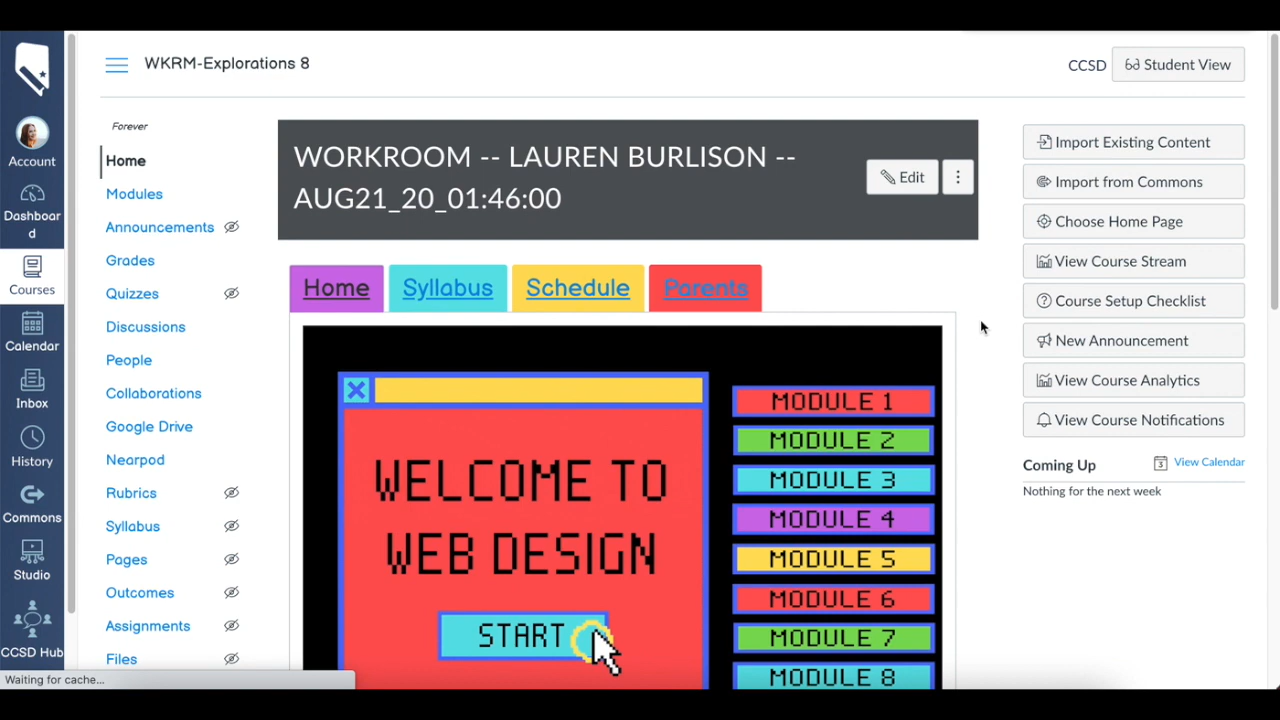 Account
Dashboar
d
Courses
Calendar
Inbox
History
Commons
Studio
CCSD Hub
WKRM-Explorations 8
CCSD
Student View
Forever
Home
Modules
Announcements
Grades
Quizzes
Discussions
People
Collaborations
Google Drive
Nearpod
Rubrics
Syllabus
Pages
Outcomes
Assignments
Files
Waiting for cache...
WORKROOM -- LAUREN BURLISON --
AUG21_20_01:46:00
Edit
Home Syllabus Schedule Parents
WELCOME TO
WEB DESIGN
START
MODULE 1
MODULE 2
MODULE 3
MODULE 4
MODULE 5
MODULE 6
MODULE 7
MODULE 8
Import Existing Content
Import from Commons
Choose Home Page
View Course Stream
Course Setup Checklist
New Announcement
View Course Analytics
View Course Notifications
Coming Up
3 View Calendar
Nothing for the next week